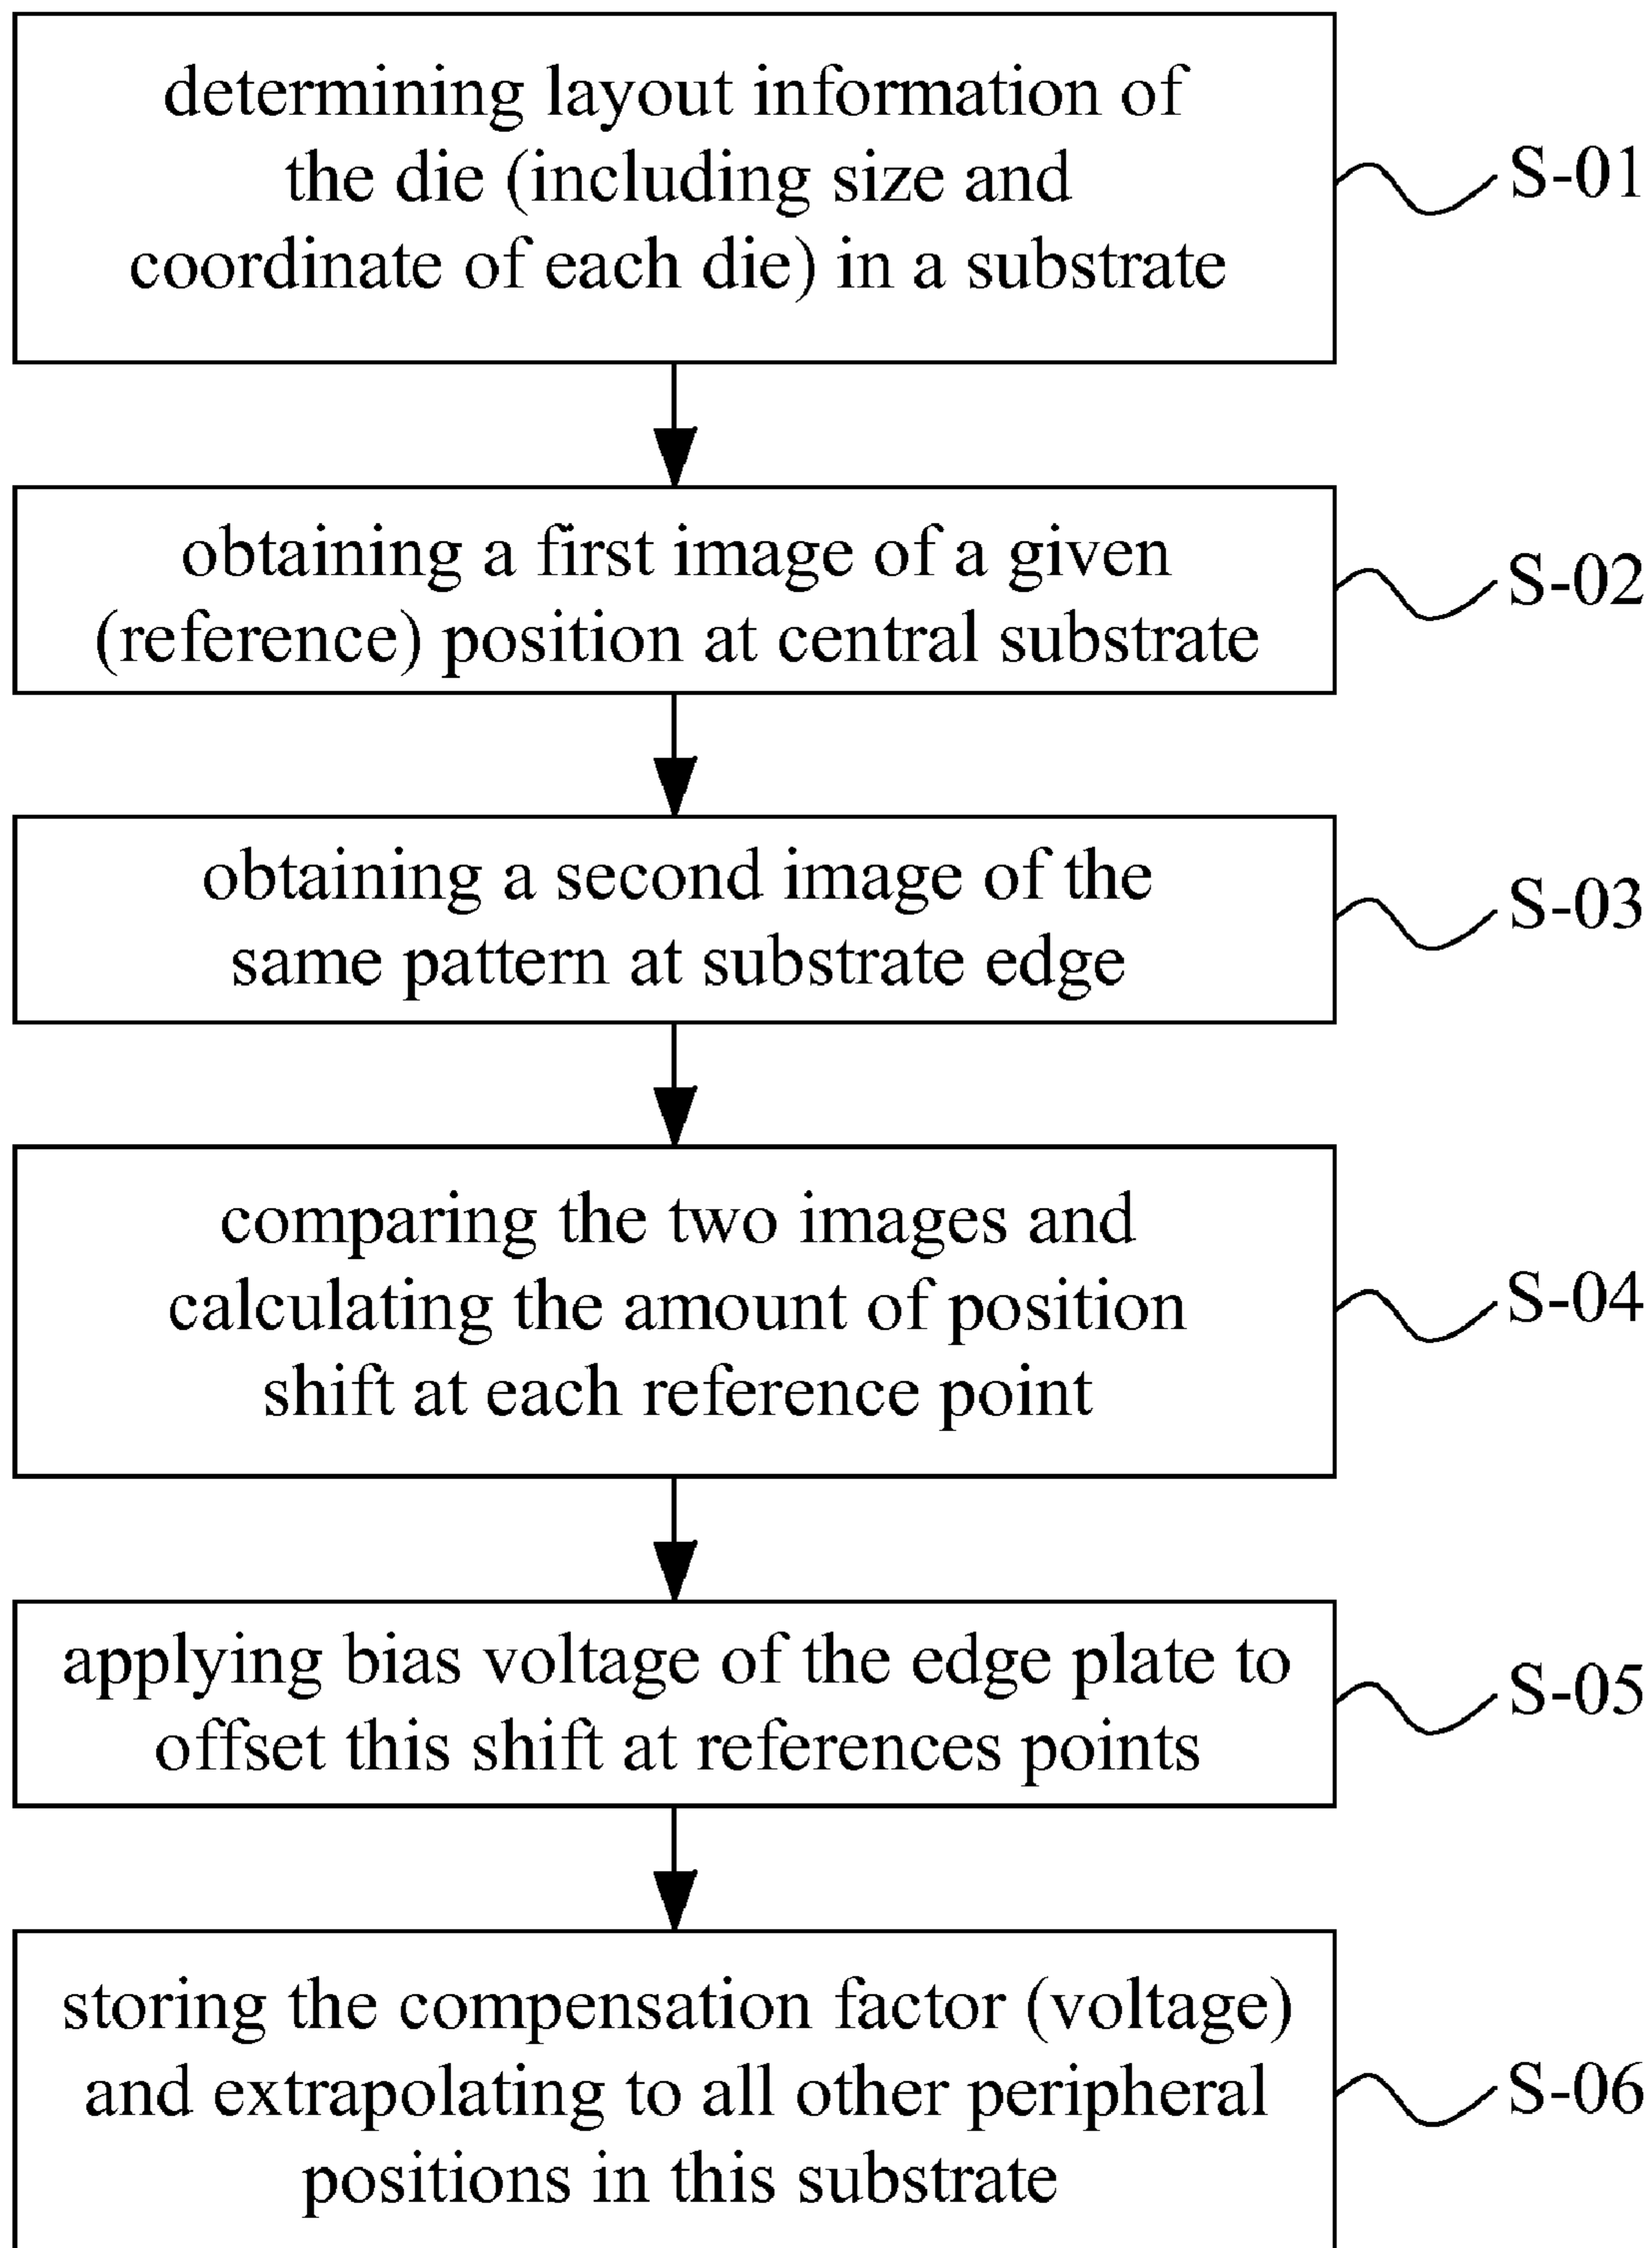 determining layout information of
the die (including size and
coordinate of each die) in a substrate
S-01
obtaining a first image of a given
(reference) position at central substrate
S-02
obtaining a second image of the
same pattern at substrate edge
S-03
comparing the two images and
calculating the amount of position
shift at each reference point
S-04
applying bias voltage of the edge plate to
offset this shift at references points
S-05
storing the compensation factor (voltage)
and extrapolating to all other peripheral
positions in this substrate
S-06